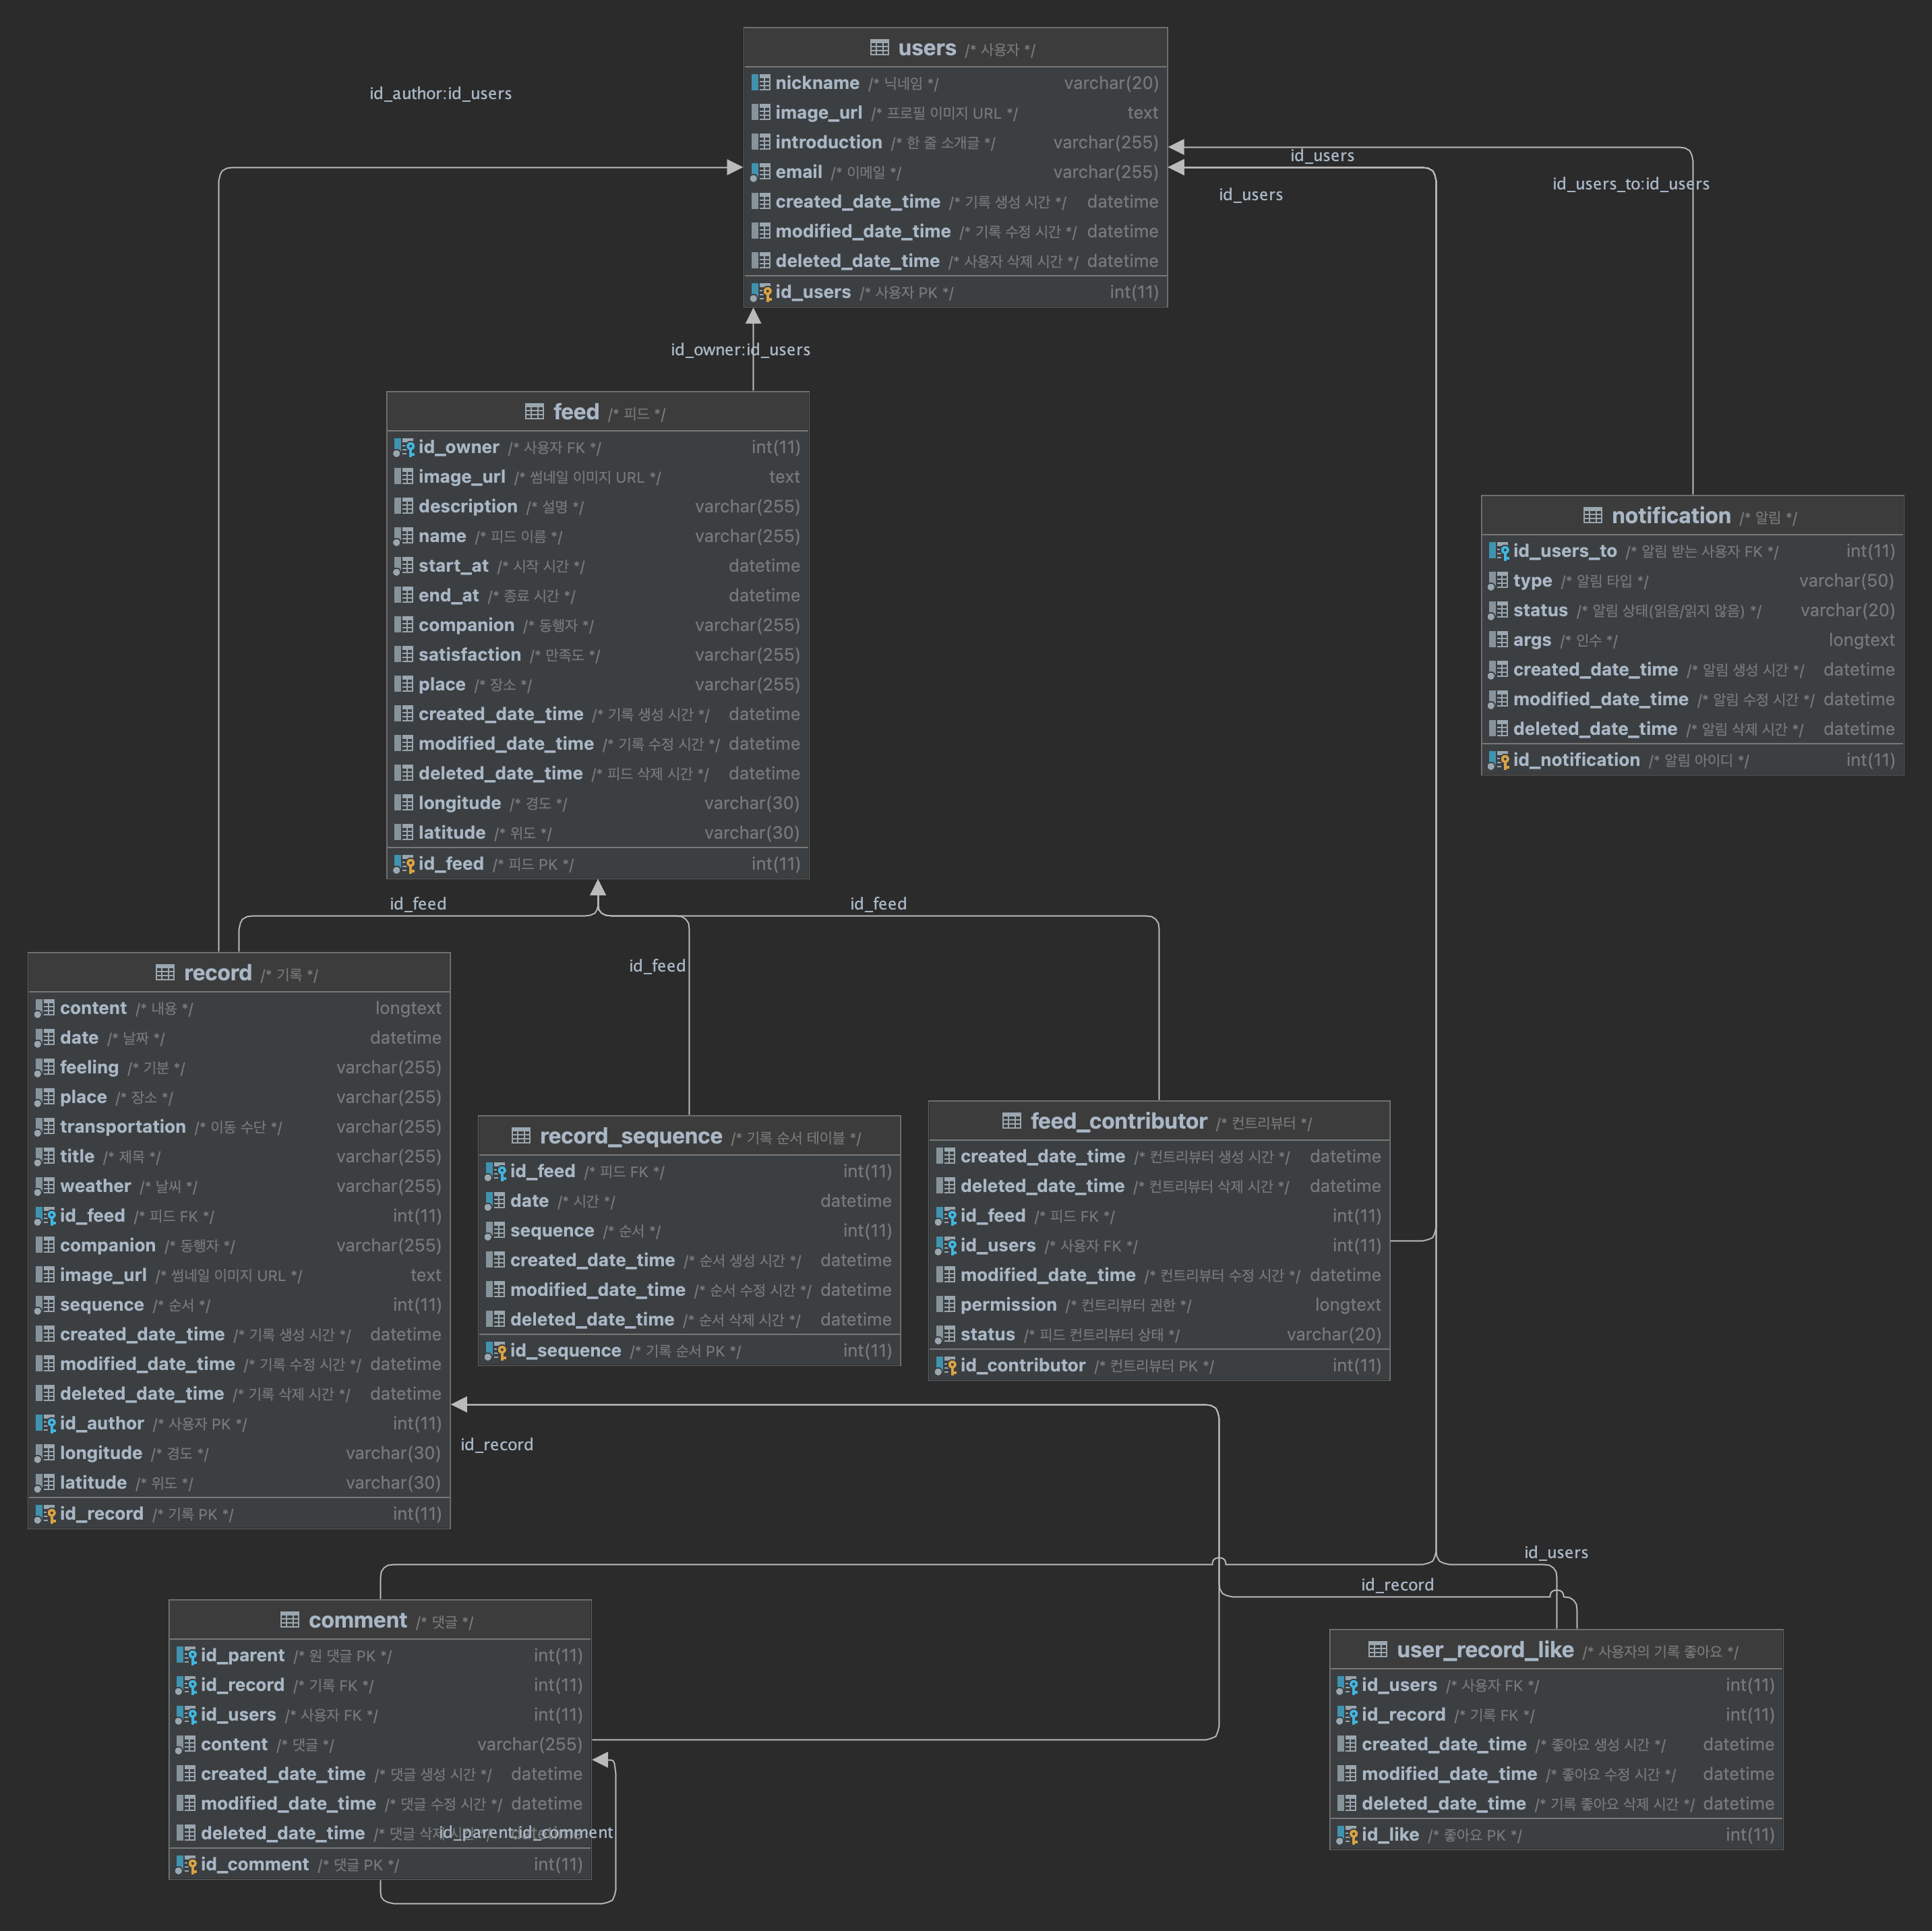 users /* 사용자 */
nickname /* 닉네임 */ varchar(20)
image_url /* 프로필 이미지 URL */ text
introduction /* 한 줄 소개글 */ varchar(255)
email /* 이메일 */ varchar(255)
created_date_time /* 기록 생성 시간 */ datetime
modified_date_time /* 기록 수정 시간 */ datetime
deleted_date_time /* 사용자 삭제 시간 */ datetime
id_users /* 사용자 PK */ int(11)
id_author:id_users
id_users
id_users
id_users_to:id_users
id_owner:id_users
feed /* 피드 */
id_owner /* 사용자 FK */ int(11)
image_url /* 썸네일 이미지 URL */ text
description /* 설명 */ varchar(255)
name /* 피드 이름 */ varchar(255)
start_at /* 시작 시간 */ datetime
end_at /* 종료 시간 */ datetime
companion /* 동행자 */ varchar(255)
satisfaction /* 만족도 */ varchar(255)
place /* 장소 */ varchar(255)
created_date_time /* 기록 생성 시간 */ datetime
modified_date_time /* 기록 수정 시간 */ datetime
deleted_date_time /* 피드 삭제 시간 */ datetime
longitude /* 경도 */ varchar(30)
latitude /* 위도 */ varchar(30)
id_feed /* 피드 PK */ int(11)
notification /* 알림 */
id_users_to /* 알림 받는 사용자 FK */ int(11)
type /* 알림 타입 */ varchar(50)
status /* 알림 상태(읽음/읽지 않음) */ varchar(20)
args /* 인수 */ longtext
created_date_time /* 알림 생성 시간 */ datetime
modified_date_time /* 알림 수정 시간 */ datetime
deleted_date_time /* 알림 삭제 시간 */ datetime
id_notification /* 알림 아이디 */ int(11)
id_feed
id_feed
id_feed
record /* 기록 */
content /* 내용 */ longtext
date /* 날짜 */ datetime
feeling /* 기분 */ varchar(255)
place /* 장소 */ varchar(255)
transportation /* 이동 수단 */ varchar(255)
title /* 제목 */ varchar(255)
weather /* 날씨 */ varchar(255)
id_feed /* 피드 FK */ int(11)
companion /* 동행자 */ varchar(255)
image_url /* 썸네일 이미지 URL */ text
sequence /* 순서 */ int(11)
created_date_time /* 기록 생성 시간 */ datetime
modified_date_time /* 기록 수정 시간 */ datetime
deleted_date_time /* 기록 삭제 시간 */ datetime
id_author /* 사용자 PK */ int(11)
longitude /* 경도 */ varchar(30)
latitude /* 위도 */ varchar(30)
id_record /* 기록 PK */ int(11)
record_sequence /* 기록 순서 테이블 */
id_feed /* 피드 FK */ int(11)
date /* 시간 */ datetime
sequence /* 순서 */ int(11)
created_date_time /* 순서 생성 시간 */ datetime
modified_date_time /* 순서 수정 시간 */ datetime
deleted_date_time /* 순서 삭제 시간 */ datetime
id_sequence /* 기록 순서 PK */ int(11)
feed_contributor /* 컨트리뷰터 */
created_date_time /* 컨트리뷰터 생성 시간 */ datetime
deleted_date_time /* 컨트리뷰터 삭제 시간 */ datetime
id_feed /* 피드 FK */ int(11)
id_users /* 사용자 FK */ int(11)
modified_date_time /* 컨트리뷰터 수정 시간 */ datetime
permission /* 컨트리뷰터 권한 */ longtext
status /* 피드 컨트리뷰터 상태 */ varchar(20)
id_contributor /* 컨트리뷰터 PK */ int(11)
id_record
id_users
id_record
comment /* 댓글 */
id_parent /* 원 댓글 PK */ int(11)
id_record /* 기록 FK */ int(11)
id_users /* 사용자 FK */ int(11)
content /* 댓글 */ varchar(255)
created_date_time /* 댓글 생성 시간 */ datetime
modified_date_time /* 댓글 수정 시간 */ datetime
deleted_date_time /* 댓글 삭제 시간 */ datetime
id_parent:id_comment
id_comment /* 댓글 PK */ int(11)
user_record_like /* 사용자의 기록 좋아요 */
id_users /* 사용자 FK */ int(11)
id_record /* 기록 FK */ int(11)
created_date_time /* 좋아요 생성 시간 */ datetime
modified_date_time /* 좋아요 수정 시간 */ datetime
deleted_date_time /* 기록 좋아요 삭제 시간 */ datetime
id_like /* 좋아요 PK */ int(11)